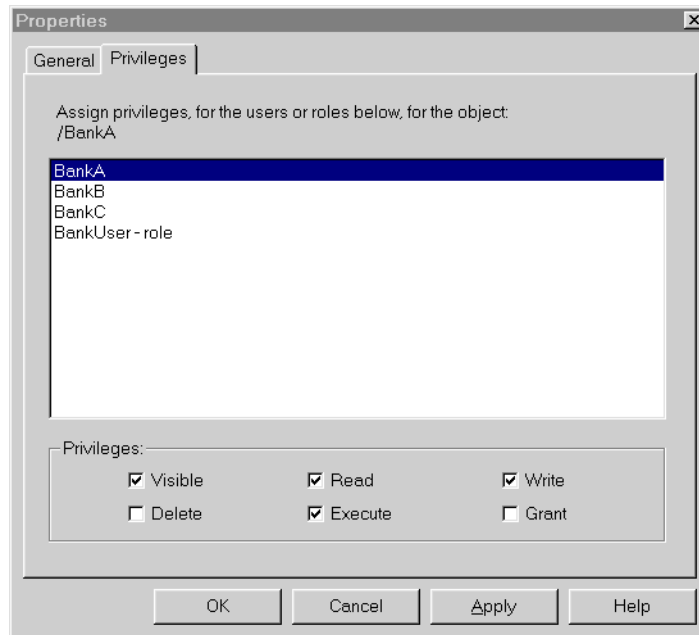 Properties
General Privileges
Assign privileges, for the users or roles below, for the object:
/BankA
BankA
BankB
BankC
BankUser - role
Privileges:
Visible Read Write
Delete Execute Grant
OK Cancel Apply Help